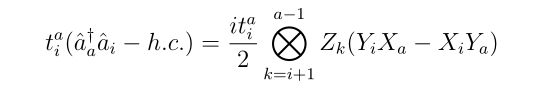 $t_i^a(\hat{a}_a^\dagger \hat{a}_i - h.c.) = \frac{it_i^a}{2} \bigotimes_{k=i+1}^{a-1} Z_k(Y_i X_a - X_i Y_a)$